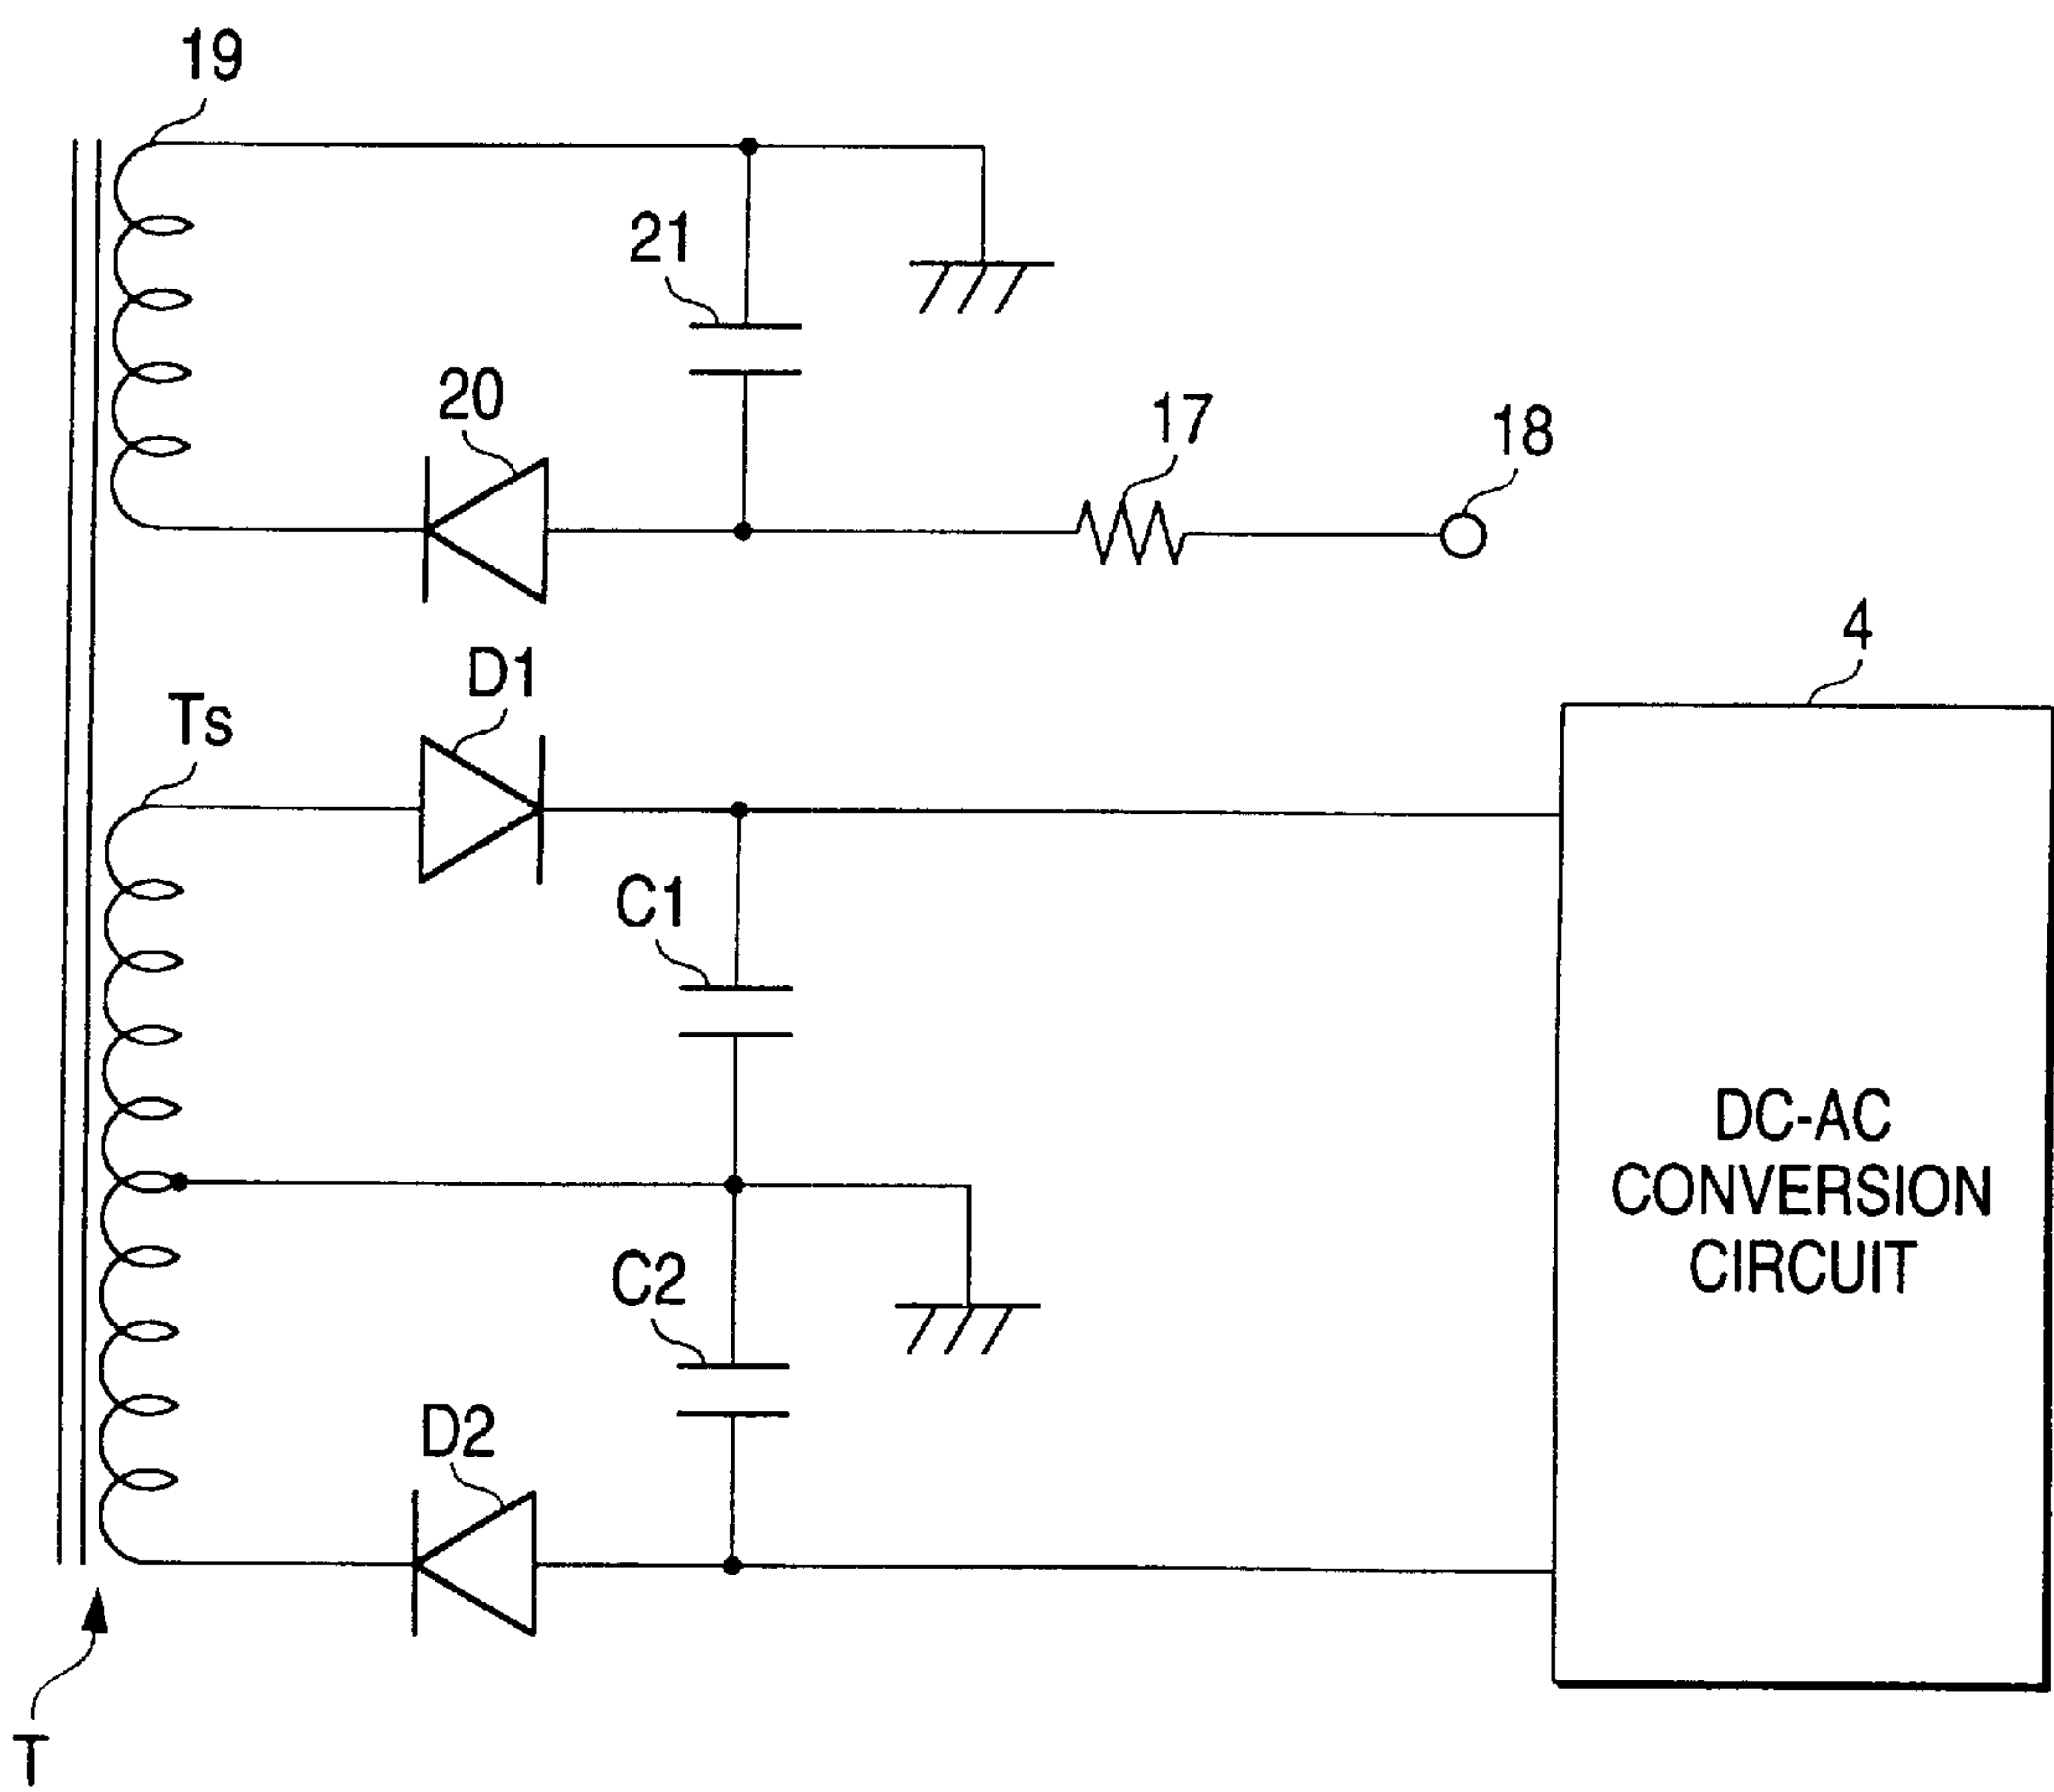 19
21
20
17
18
4
D1
Ts
C1
DC-AC
CONVERSION
CIRCUIT
C2
D2
T